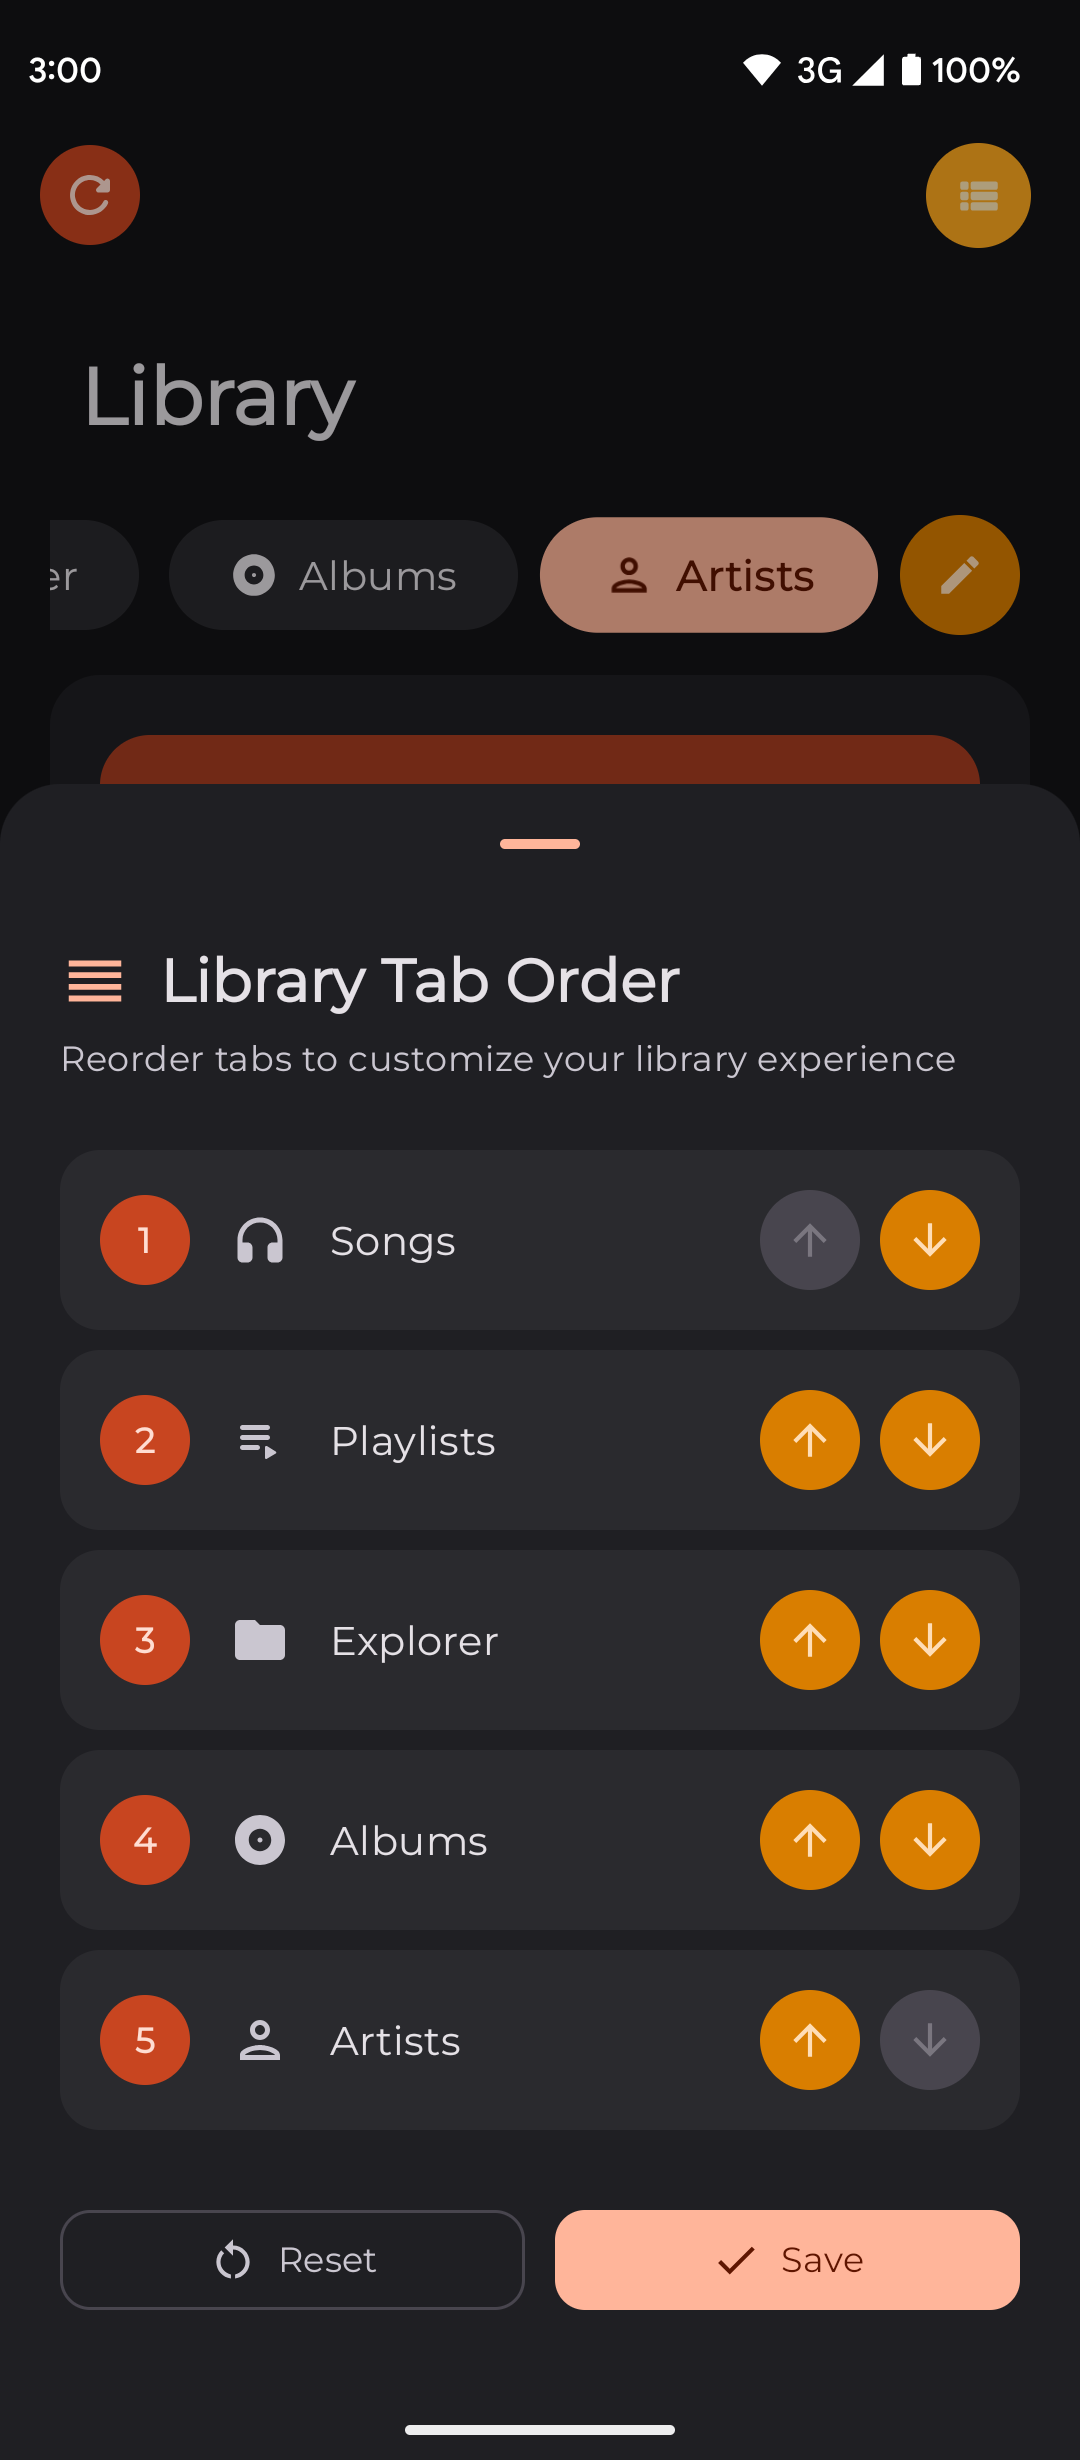 3:00 3G 100%
Library
er Albums Artists
Library Tab Order
Reorder tabs to customize your library experience
1 Songs
2 Playlists
3 Explorer
4 Albums
5 Artists
Reset Save